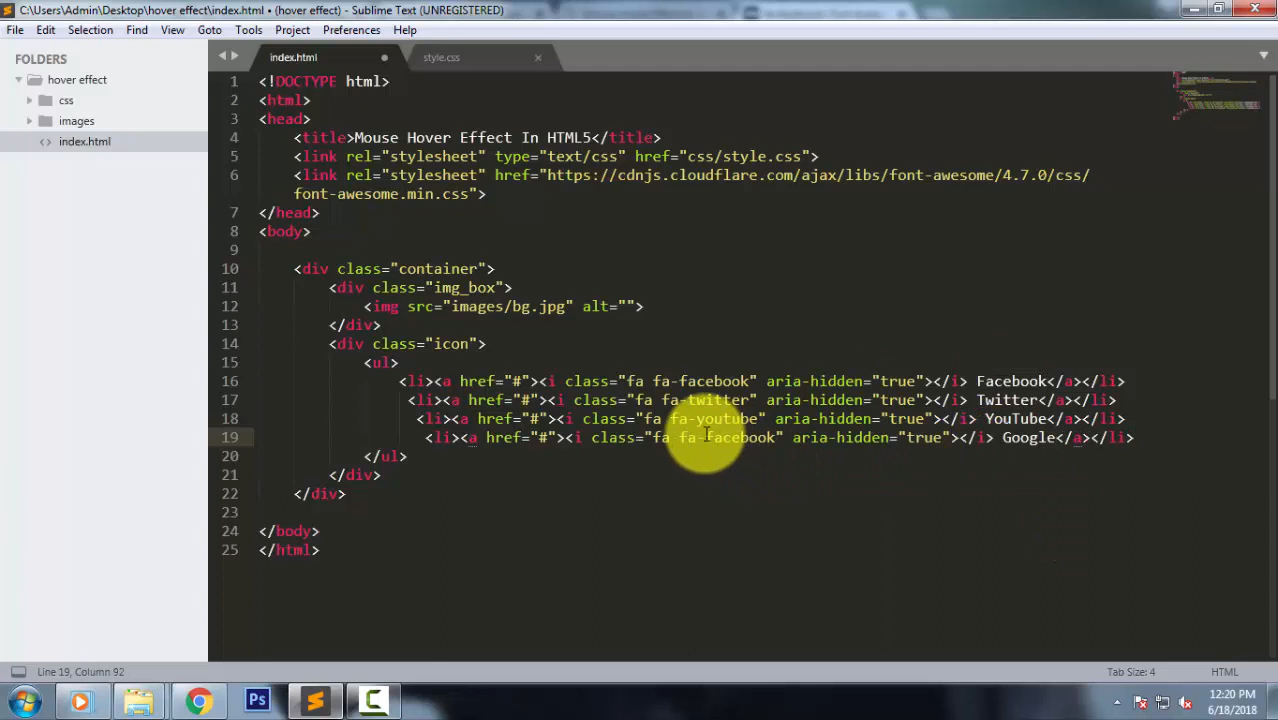 C:\Users\Admin\Desktop\hover effect\index.html • (hover effect) - Sublime Text (UNREGISTERED)
File Edit Selection Find View Goto Tools Project Preferences Help
FOLDERS
hover effect
css
images
index.html
index.html
style.css
1 <!DOCTYPE html>
2 <html>
3 <head>
4 <title>Mouse Hover Effect In HTML5</title>
5 <link rel="stylesheet" type="text/css" href="css/style.css">
6 <link rel="stylesheet" href="https://cdnjs.cloudflare.com/ajax/libs/font-awesome/4.7.0/css/
font-awesome.min.css">
7 </head>
8 <body>
9
10 <div class="container">
11 <div class="img_box">
12 <img src="images/bg.jpg" alt="">
13 </div>
14 <div class="icon">
15 <ul>
16 <li><a href="#"><i class="fa fa-facebook" aria-hidden="true"></i> Facebook</a></li>
17 <li><a href="#"><i class="fa fa-twitter" aria-hidden="true"></i> Twitter</a></li>
18 <li><a href="#"><i class="fa fa-youtube" aria-hidden="true"></i> YouTube</a></li>
19 <li><a href="#"><i class="fa fa-facebook" aria-hidden="true"></i> Google</a></li>
20 </ul>
21 </div>
22 </div>
23
24 </body>
25 </html>
Line 19, Column 92
Tab Size: 4
HTML
Ps
12:20 PM
6/18/2018